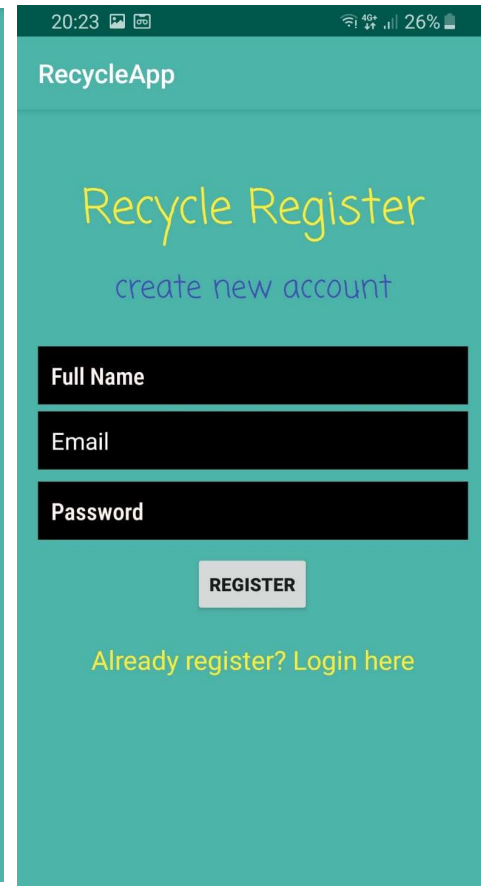 20:23 4G+ 26%
RecycleApp
Recycle Register
create new account
Full Name
Email
Password
REGISTER
Already register? Login here